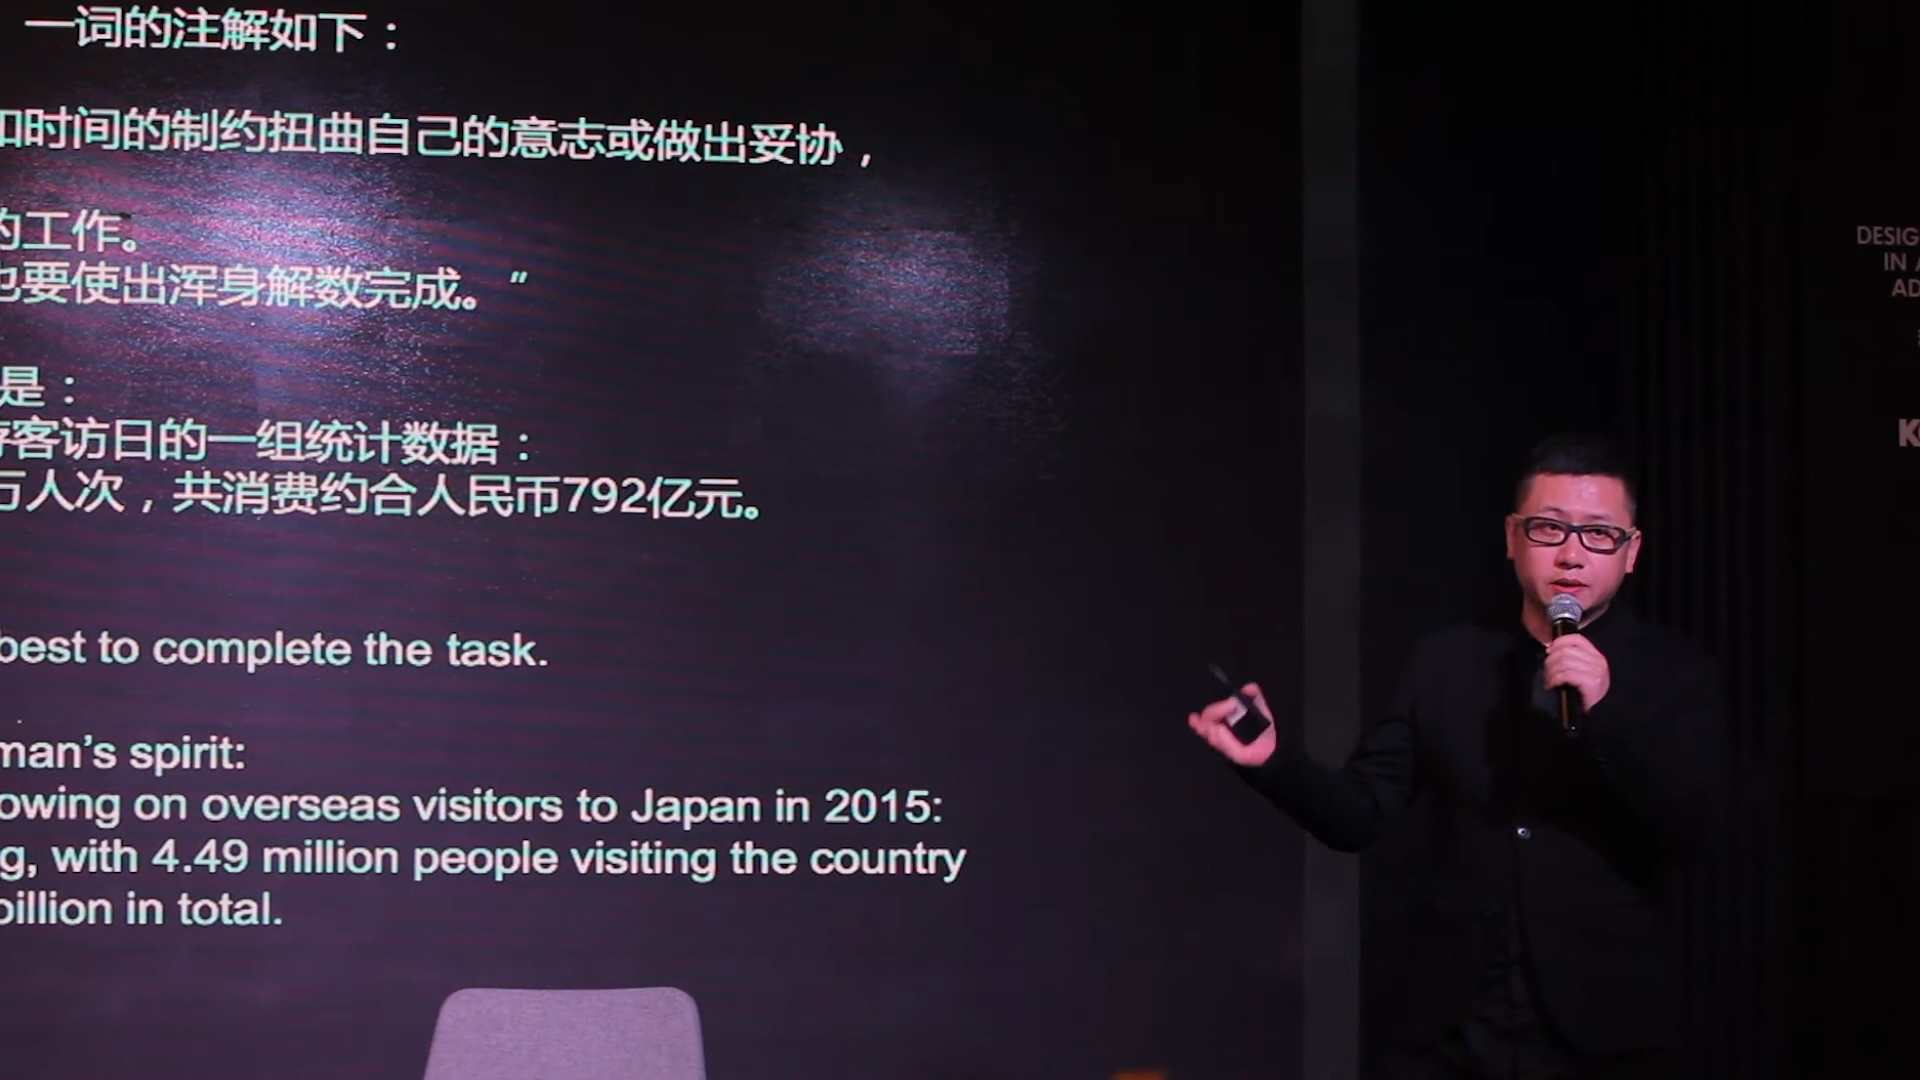 一词的注解如下：
和时间的制约扭曲自己的意志或做出妥协，
的工作。
也要使出浑身解数完成。“
是：
游客访日的一组统计数据：
万人次，共消费约合人民币792亿元。
best to complete the task.
man’s spirit:
owing on overseas visitors to Japan in 2015:
g, with 4.49 million people visiting the country
billion in total.
DESIG
IN A
AD
K